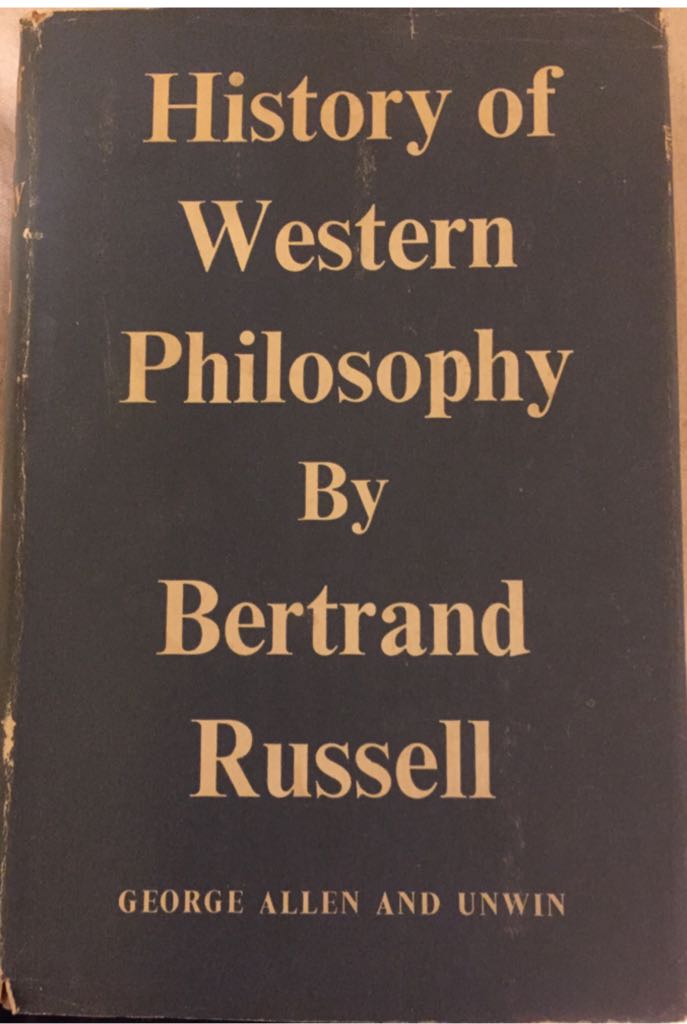 History of
Western
Philosophy
By
Bertrand
Russell
GEORGE ALLEN AND UNWIN